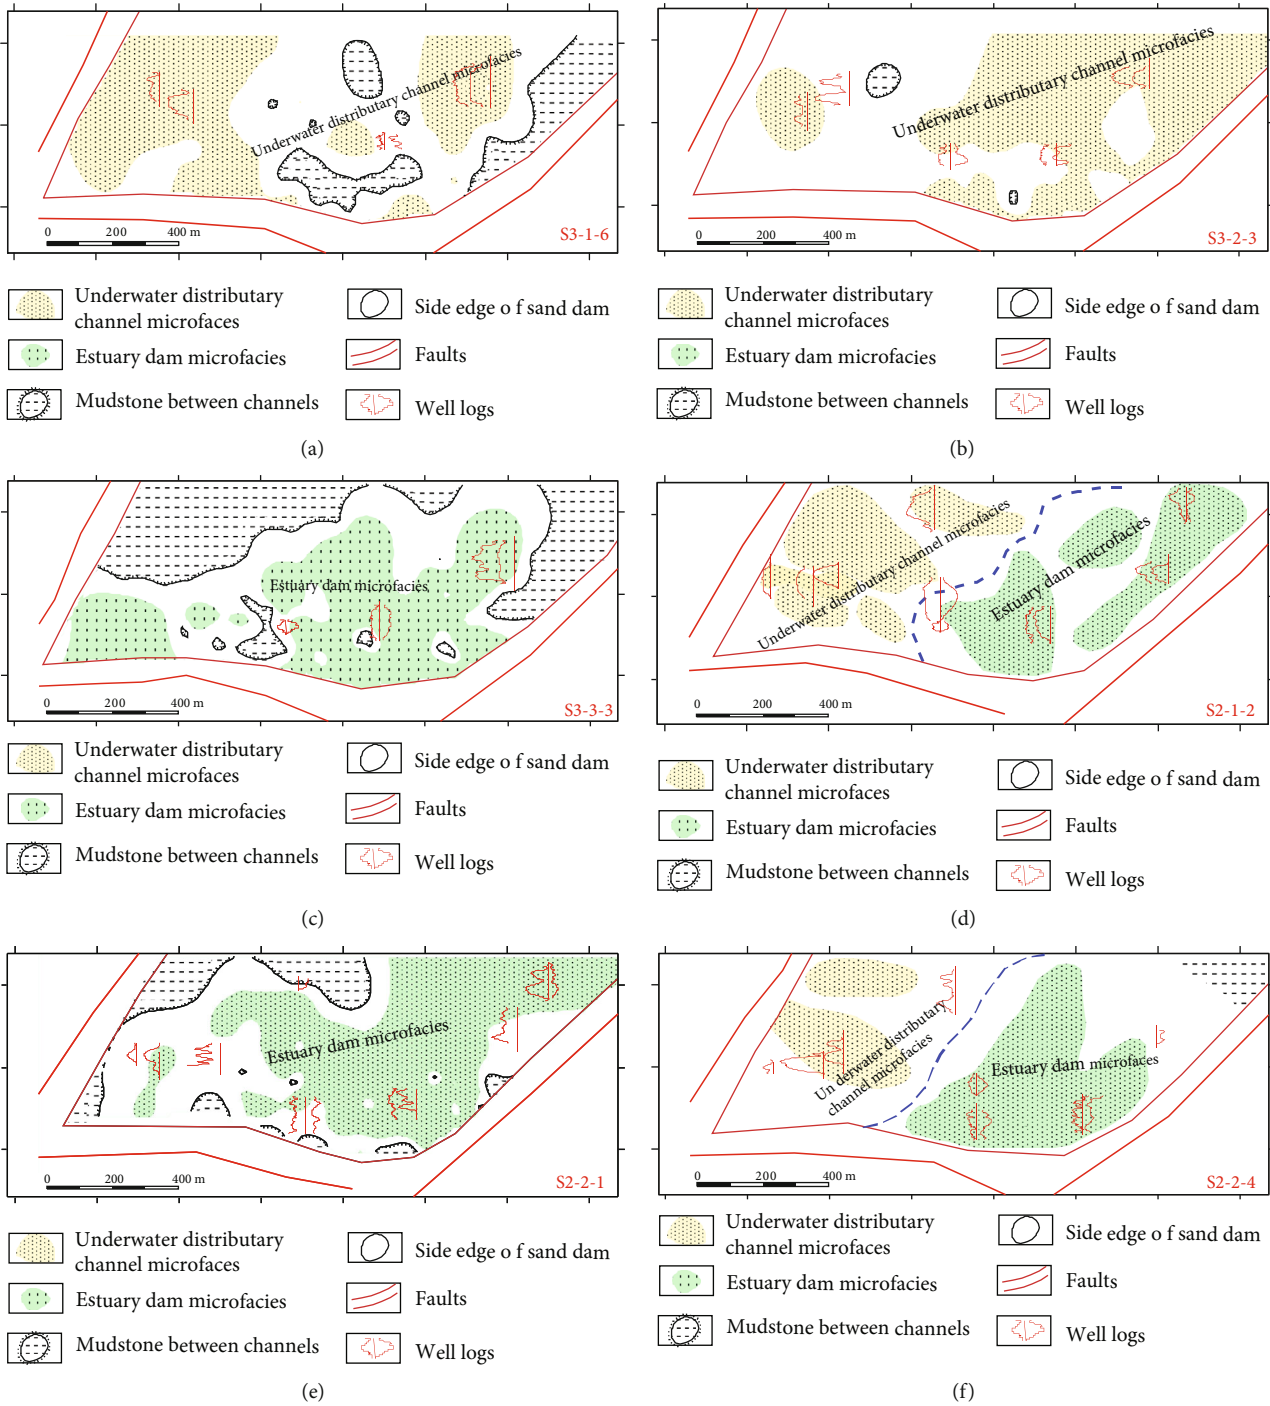 Underwater distributary channel microfacies
0 200 400 m
S3-1-6
Underwater distributary
channel microfaces
Estuary dam microfacies
Mudstone between channels
Side edge o f sand dam
Faults
Well logs
(a)
Underwater distributary channel microfacies
0 200 400 m
S3-2-3
Underwater distributary
channel microfaces
Estuary dam microfacies
Mudstone between channels
Side edge o f sand dam
Faults
Well logs
(b)
Estuary dam microfacies
0 200 400 m
S3-3-3
Underwater distributary
channel microfaces
Estuary dam microfacies
Mudstone between channels
Side edge o f sand dam
Faults
Well logs
(c)
Underwater distributary channel microfacies
Estuary dam microfacies
0 200 400 m
S2-1-2
Underwater distributary
channel microfaces
Estuary dam microfacies
Mudstone between channels
Side edge o f sand dam
Faults
Well logs
(d)
Estuary dam microfacies
0 200 400 m
S2-2-1
Underwater distributary
channel microfaces
Estuary dam microfacies
Mudstone between channels
Side edge o f sand dam
Faults
Well logs
(e)
Un derwater distributary
channel microfacies
Estuary dam microfaces
0 200 400 m
S2-2-4
Underwater distributary
channel microfaces
Estuary dam microfacies
Mudstone between channels
Side edge o f sand dam
Faults
Well logs
(f)